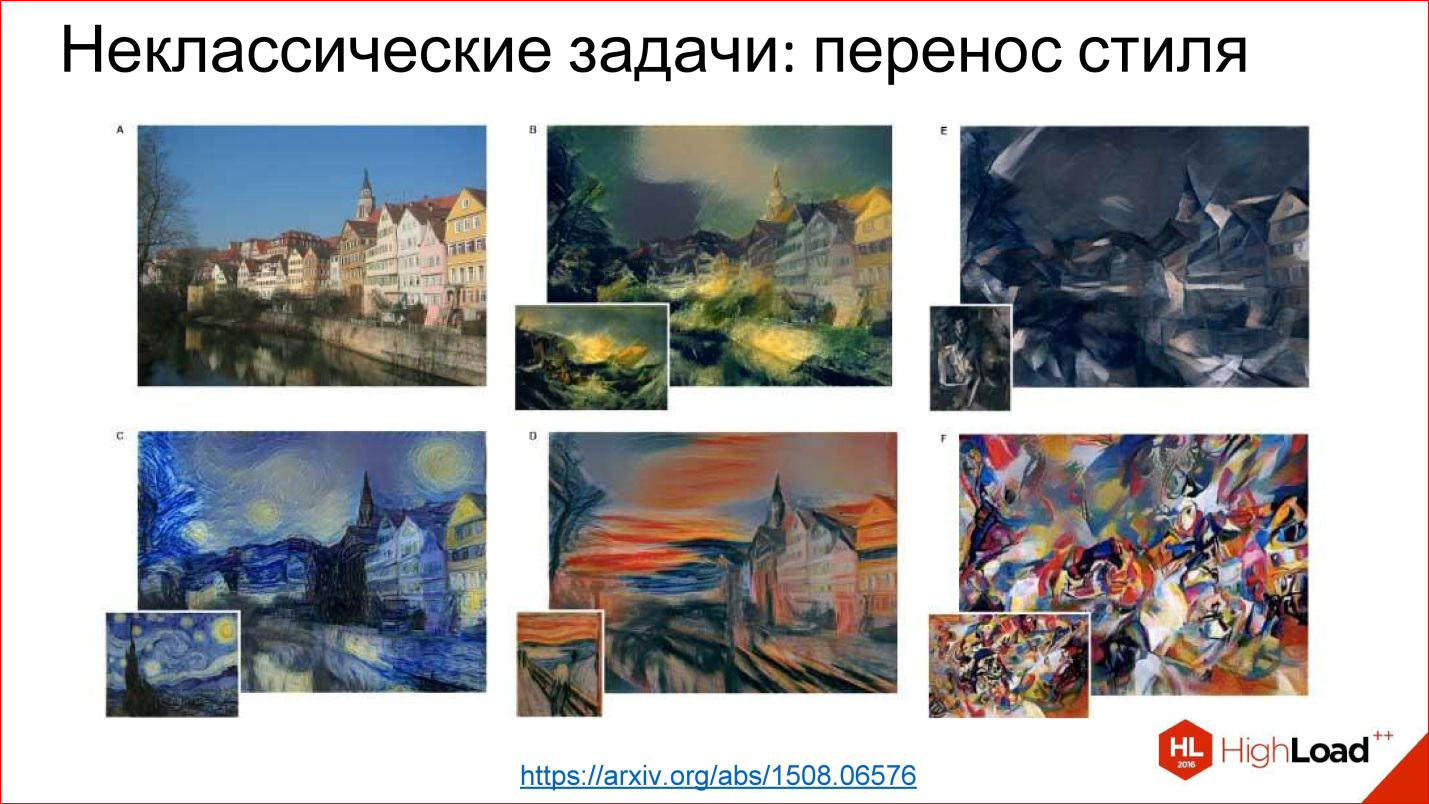 Неклассические задачи: перенос стиля
A
B
E
C
D
F
HL
2016
HighLoad++
https://arxiv.org/abs/1508.06576